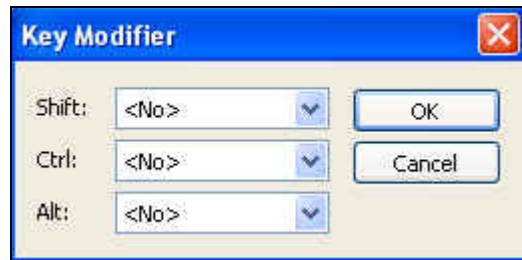 Key Modifier
Shift: <No> OK
Ctrl: <No> Cancel
Alt: <No>